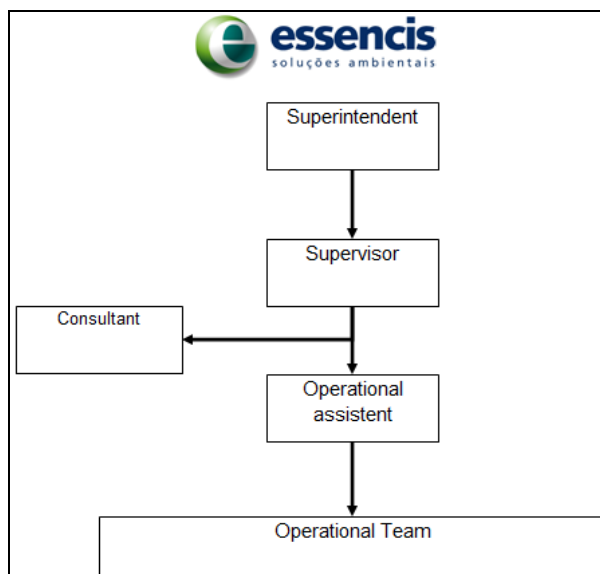 essencis
soluções ambientais
Superintendent
Supervisor
Consultant
Operational
assistent
Operational Team